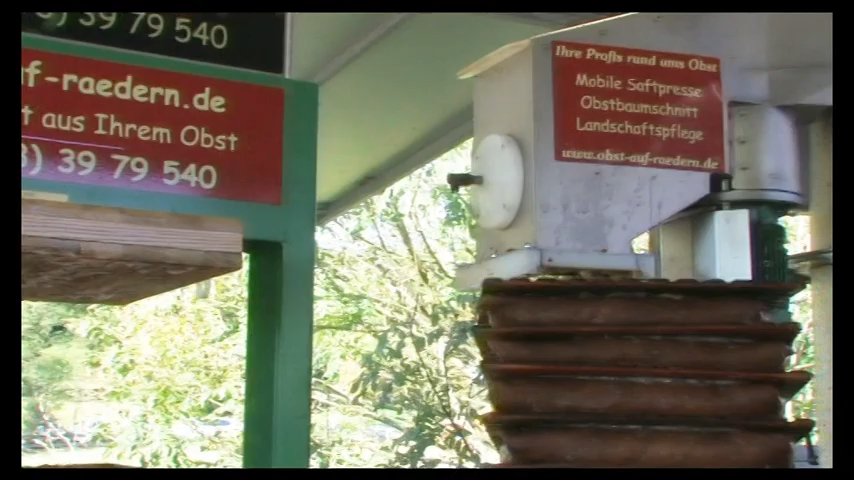 ) 39 79 540
f-raedern.de
t aus Ihrem Obst
) 39 79 540
Ihre Profis rund ums Obst
Mobile Saftpresse
Obstbaumschnitt
Landschaftspflege
www.obst-auf-raedern.de